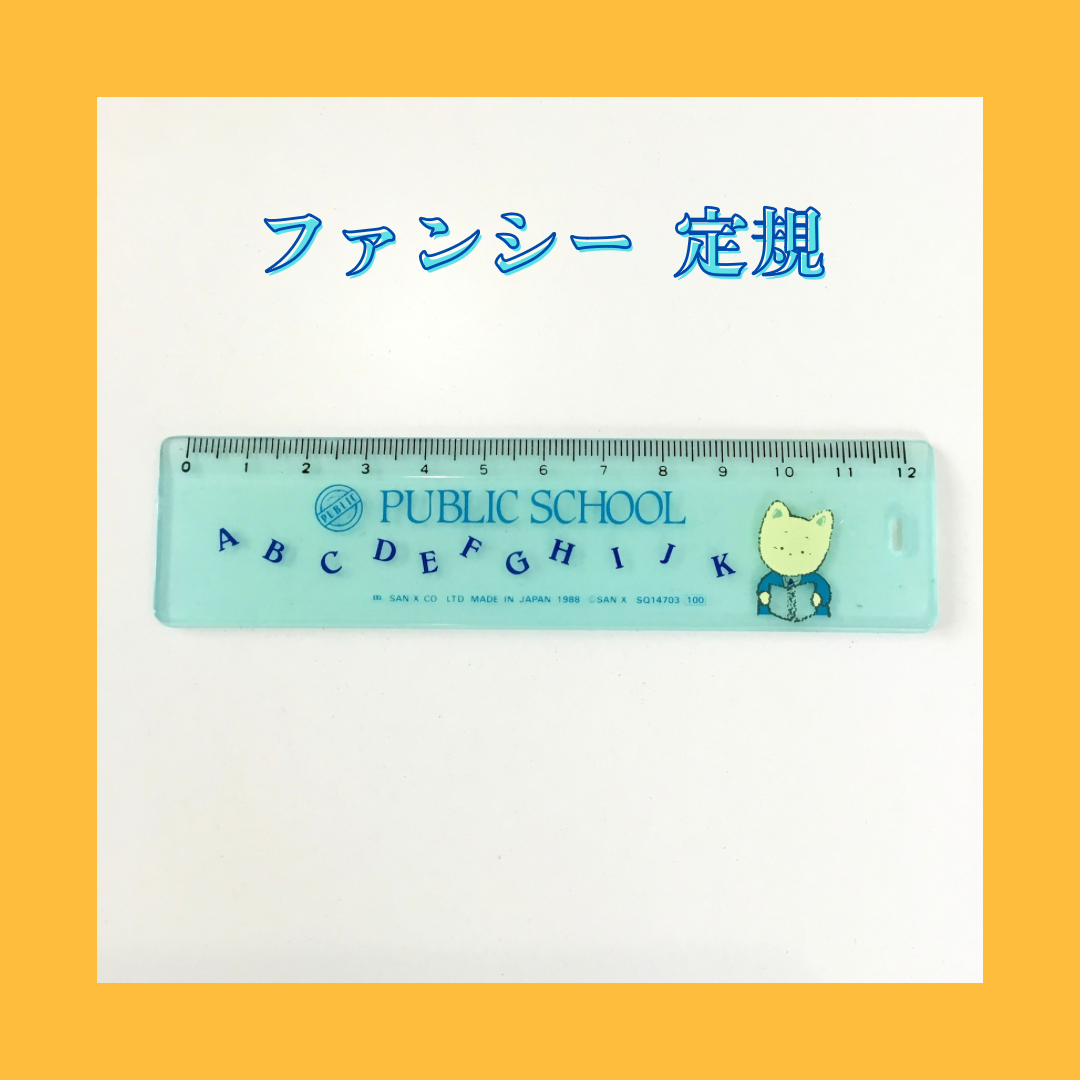 ファンシー 定規
0 1 2 3 4 5 6 7 8 9 10 11 12
PUBLIC
PUBLIC SCHOOL
A B C D E F G H I J K
SAN X CO LTD MADE IN JAPAN 1988 ©SAN X SQ14703 100